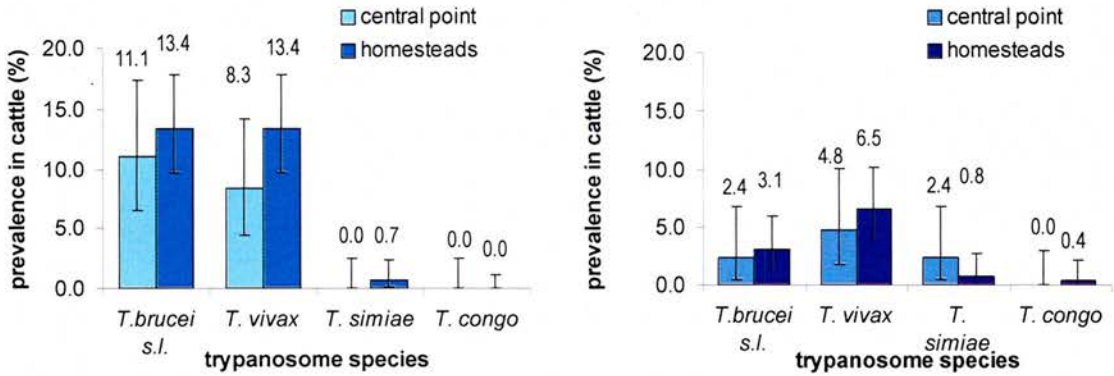 central point
homesteads
prevalence in cattle (%)
20.0
15.0
10.0
5.0
0.0
11.1
13.4
8.3
13.4
0.0
0.7
0.0
0.0
T.brucei s.l.
T. vivax
T. simiae
T. congo
trypanosome species
central point
homesteads
prevalence in cattle (%)
20.0
15.0
10.0
5.0
0.0
2.4
3.1
4.8
6.5
2.4
0.8
0.0
0.4
T.brucei
s.l.
T. vivax
T.
simiae
T. congo
trypanosome species